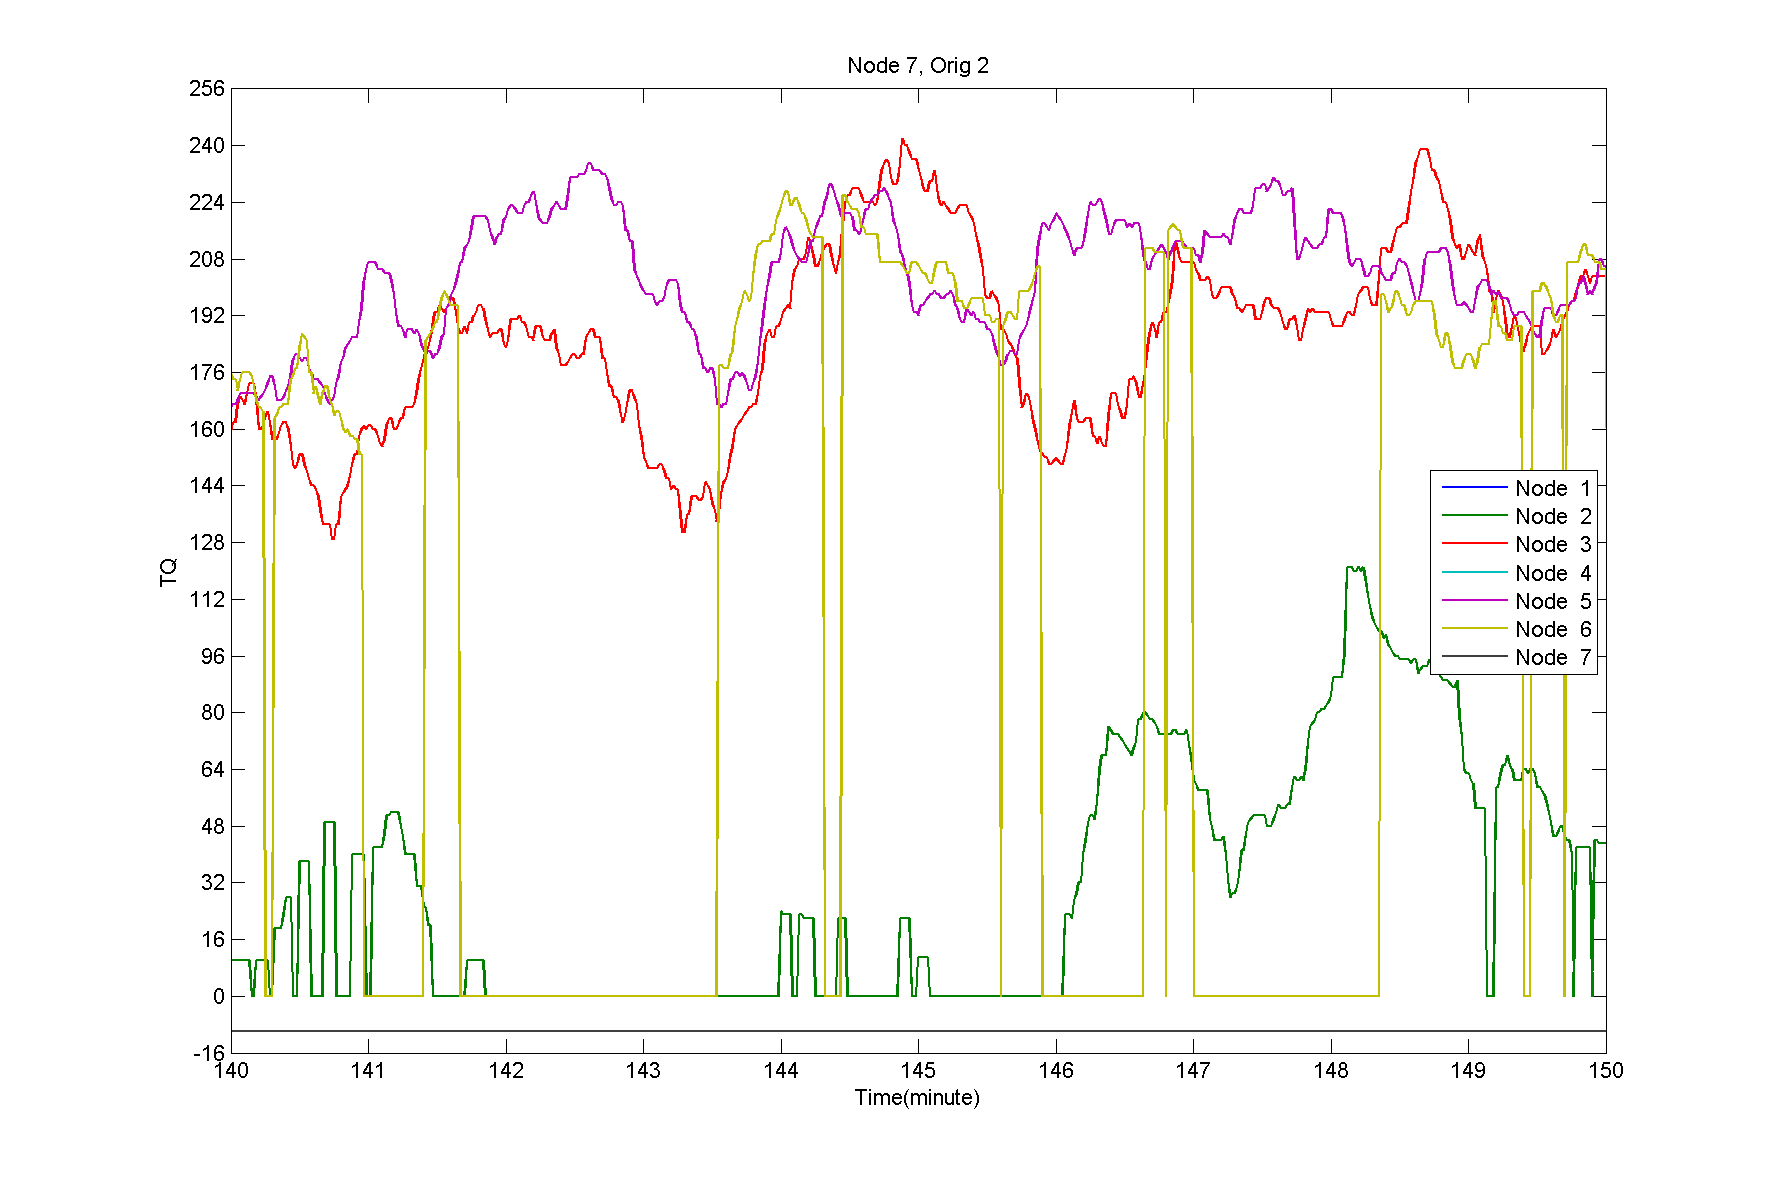 Node 7, Orig 2
256
240
224
208
192
176
160
144
128
112
96
80
64
48
32
16
0
-16
TQ
Node 1
Node 2
Node 3
Node 4
Node 5
Node 6
Node 7
140 141 142 143 144 145 146 147 148 149 150
Time(minute)